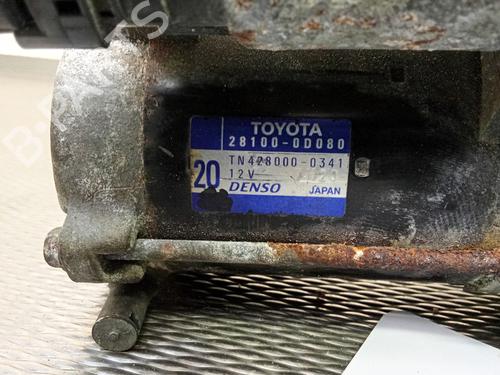 TOYOTA
28100-0D080
TN428000-0341
12V
20 DENSO JAPAN
B-PARTS